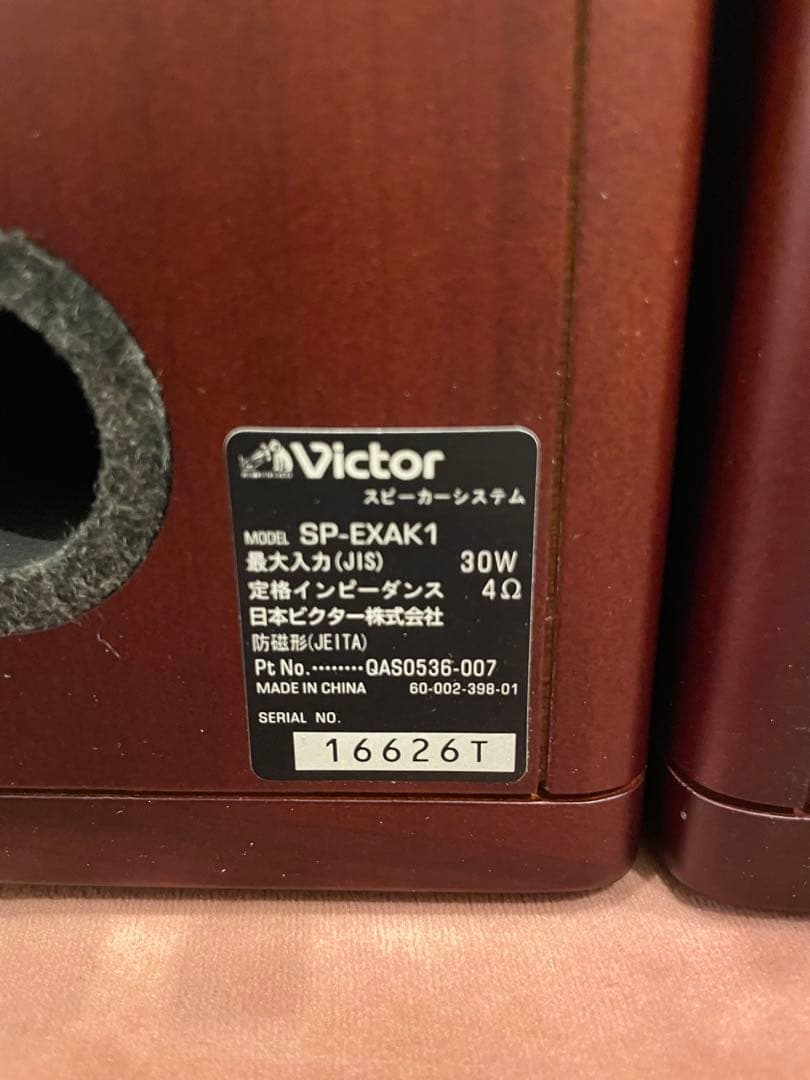 Victor
スピーカーシステム
MODEL SP-EXAK1
最大入力(JIS) 30W
定格インピーダンス 4Ω
日本ビクター株式会社
防磁形(JEITA)
Pt No.········QAS0536-007
MADE IN CHINA 60-002-398-01
SERIAL NO.
16626T